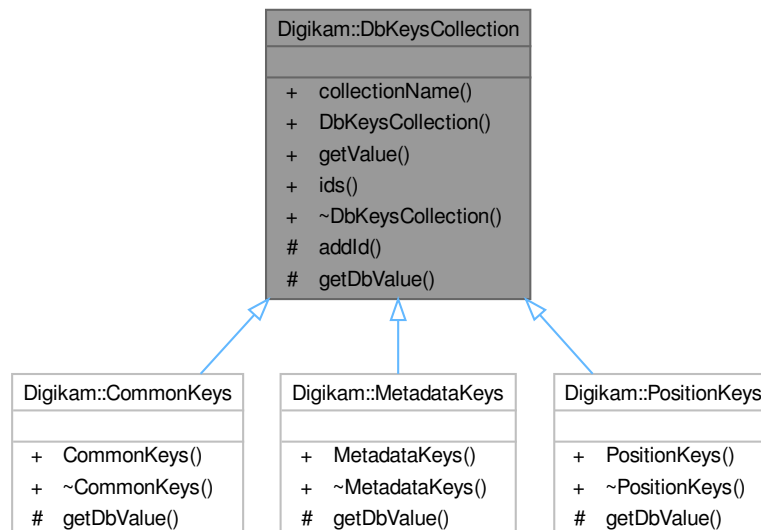 Digikam::DbKeysCollection
+ collectionName()
+ DbKeysCollection()
+ getValue()
+ ids()
+ ~DbKeysCollection()
# addId()
# getDbValue()
Digikam::CommonKeys
+ CommonKeys()
+ ~CommonKeys()
# getDbValue()
Digikam::MetadataKeys
+ MetadataKeys()
+ ~MetadataKeys()
# getDbValue()
Digikam::PositionKeys
+ PositionKeys()
+ ~PositionKeys()
# getDbValue()